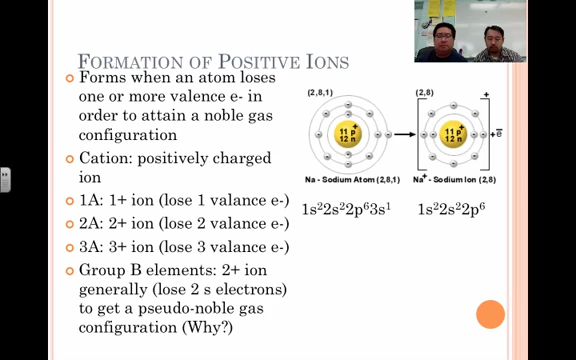 FORMATION OF POSITIVE IONS
Forms when an atom loses
one or more valence e- in
order to attain a noble gas
configuration
Cation: positively charged
ion
1A: 1+ ion (lose 1 valance e-)
2A: 2+ ion (lose 2 valance e-)
3A: 3+ ion (lose 3 valance e-)
Group B elements: 2+ ion
generally (lose 2 s electrons)
to get a pseudo-noble gas
configuration (Why?)
(2,8,1)
11 p+
12 n
Na - Sodium Atom (2,8,1)
1s²2s²2p⁶3s¹
(2,8)
+
11 p+
12 n
+e
Na+ - Sodium Ion (2,8)
1s²2s²2p⁶